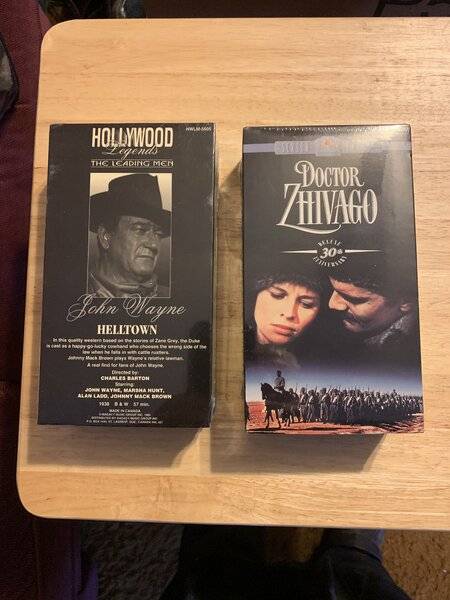 HWLM-5505
HOLLYWOOD
Legends
THE LEADING MEN
John Wayne
HELLTOWN
In this quality western based on the stories of Zane Grey, the Duke
is cast as a happy-go-lucky cowhand who chooses the wrong side of the
law when he falls in with cattle rustlers.
Johnny Mack Brown plays Wayne's relative lawman.
A real find for fans of John Wayne.
Directed by:
CHARLES BARTON
Starring:
JOHN WAYNE, MARSHA HUNT,
ALAN LADD, JOHNNY MACK BROWN
1938 B & W 57 min.
MADE IN CANADA
DOCTOR
ZHIVAGO
DELUXE
30th
ANNIVERSARY